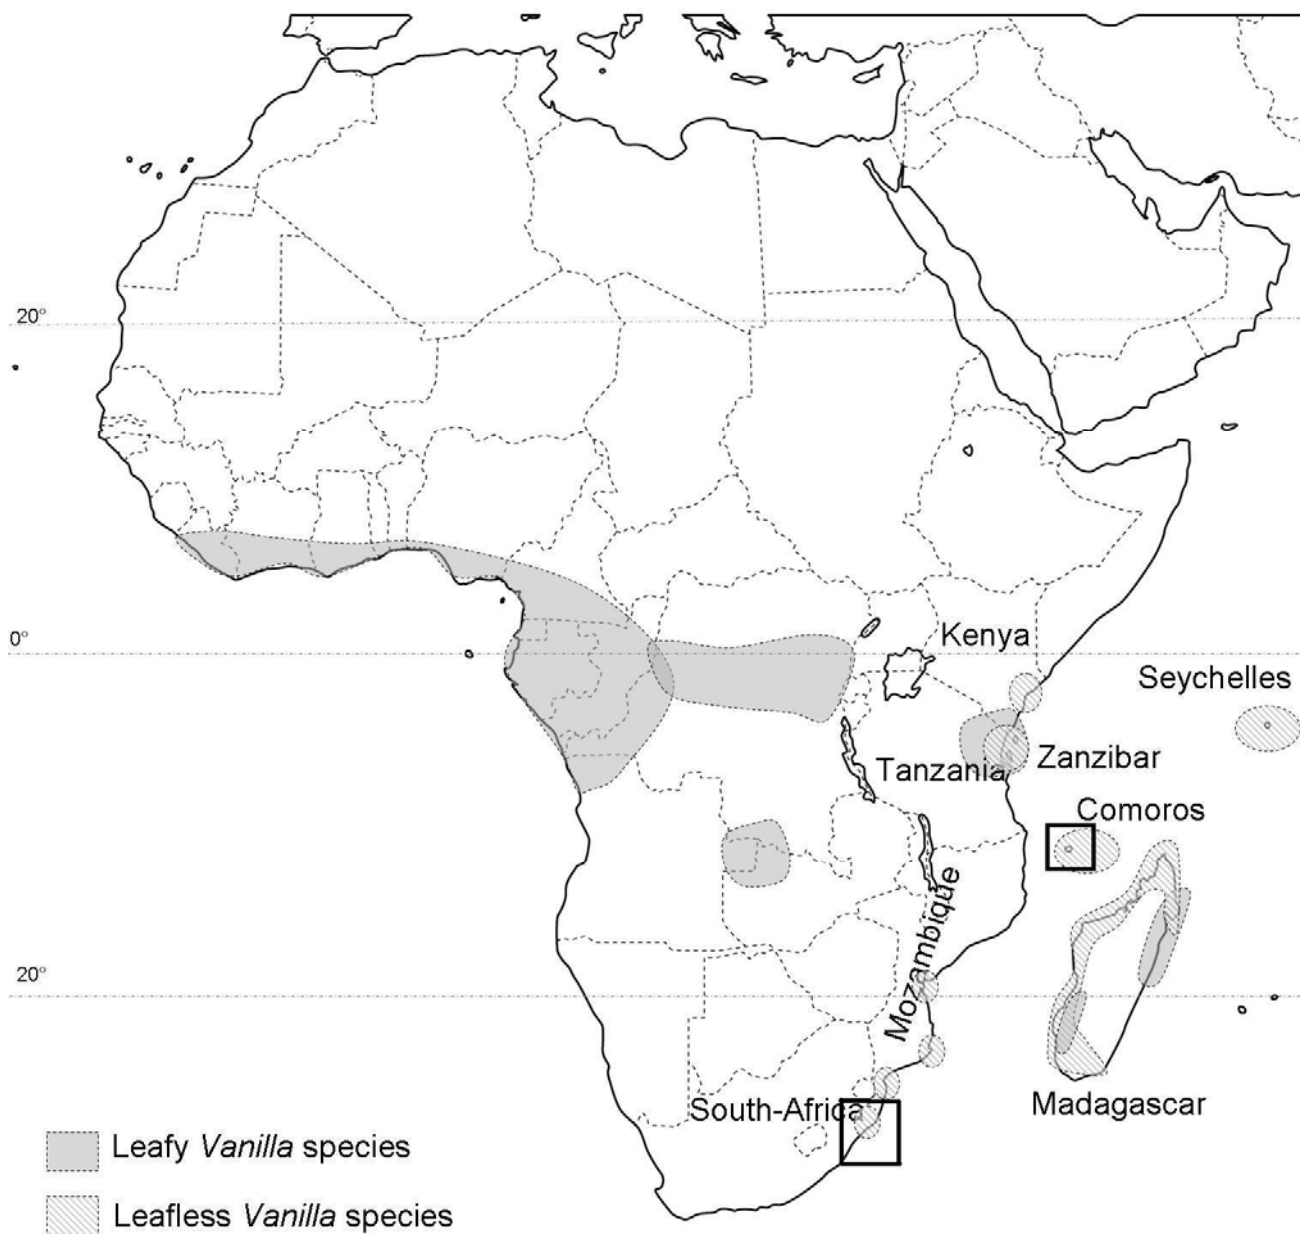 20°
0°
Kenya
Seychelles
Tanzania
Zanzibar
Comoros
Mozambique
20°
South-Africa
Madagascar
Leafy Vanilla species
Leafless Vanilla species